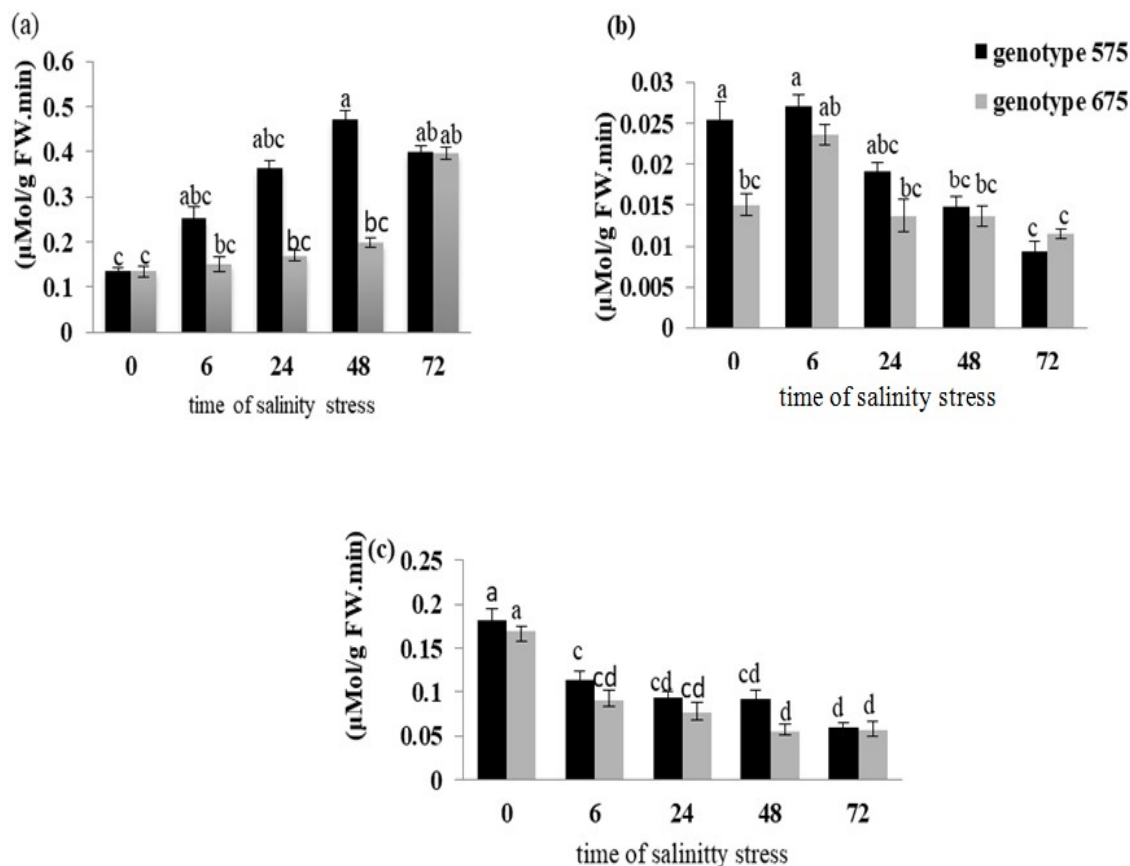 (a)
(μMol/g FW.min)
0.6
0.5
0.4
0.3
0.2
0.1
0
c c
abc bc
abc bc
a bc
ab ab
0 6 24 48 72
time of salinity stress
(b)
genotype 575
genotype 675
(μMol/g FW.min)
0.03
0.025
0.02
0.015
0.01
0.005
0
a bc
a ab
abc bc
bc bc
c c
0 6 24 48 72
time of salinity stress
(c)
(μMol/g FW.min)
0.25
0.2
0.15
0.1
0.05
0
a a
c cd
cd cd
cd d
d d
0 6 24 48 72
time of salinitty stress